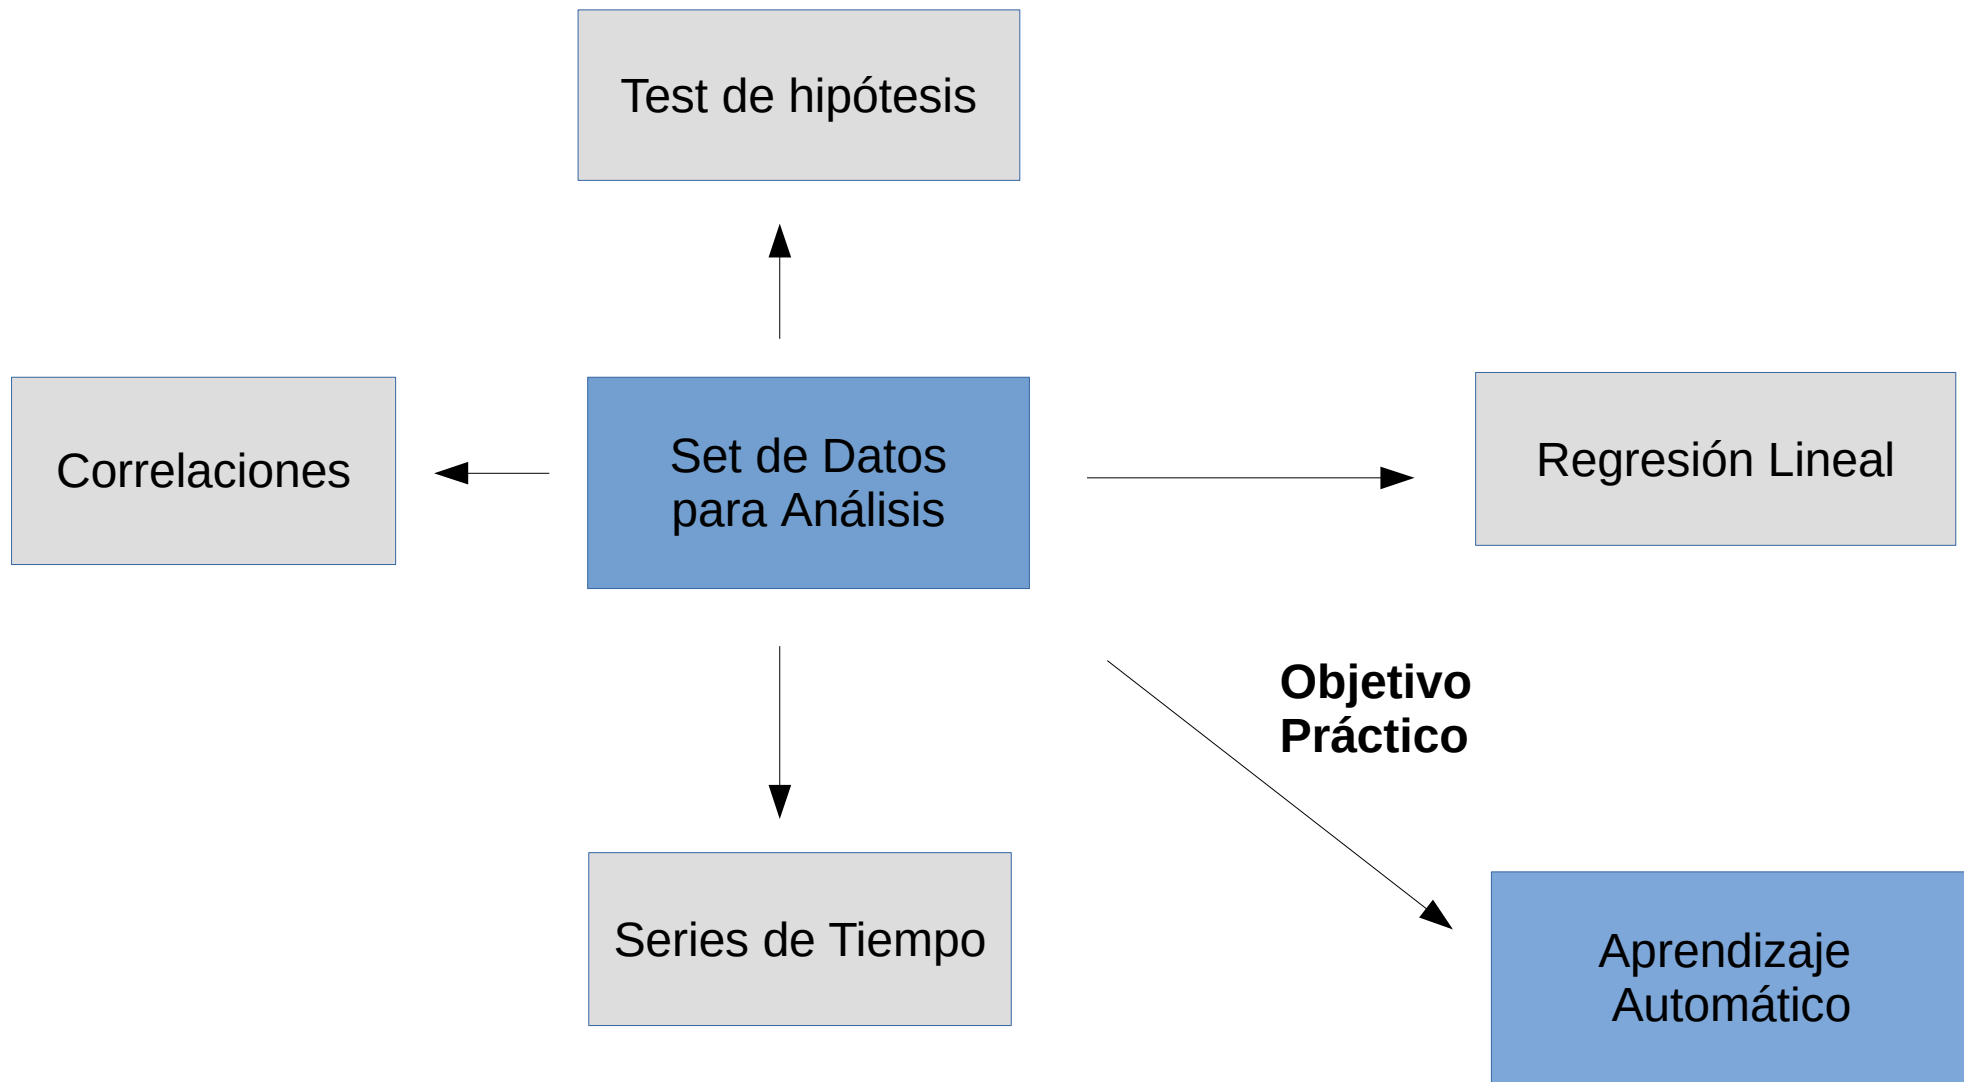 Test de hipótesis
Correlaciones
Set de Datos
para Análisis
Regresión Lineal
Objetivo
Práctico
Series de Tiempo
Aprendizaje
Automático